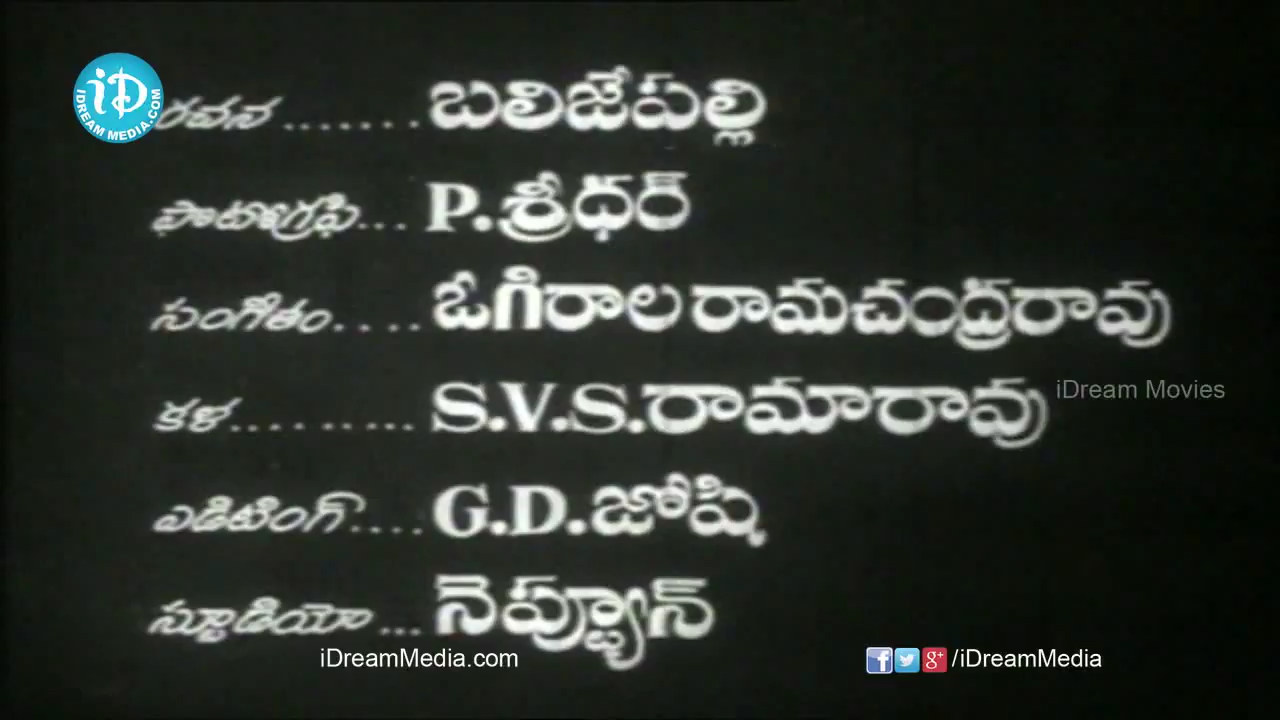 iD
IDREAM MEDIA.COM
రచన ....... బలిజేపల్లి
ఫొటోగ్రఫి... P. శ్రీధర్
సంగీతం.... ఓగిరాల రామచంద్రరావు
కళ.......... S.V.S. రామారావు
iDream Movies
ఎడిటింగ్.... G.D. జోషి
స్టూడియో ... నెప్ట్యూన్
iDreamMedia.com
/iDreamMedia